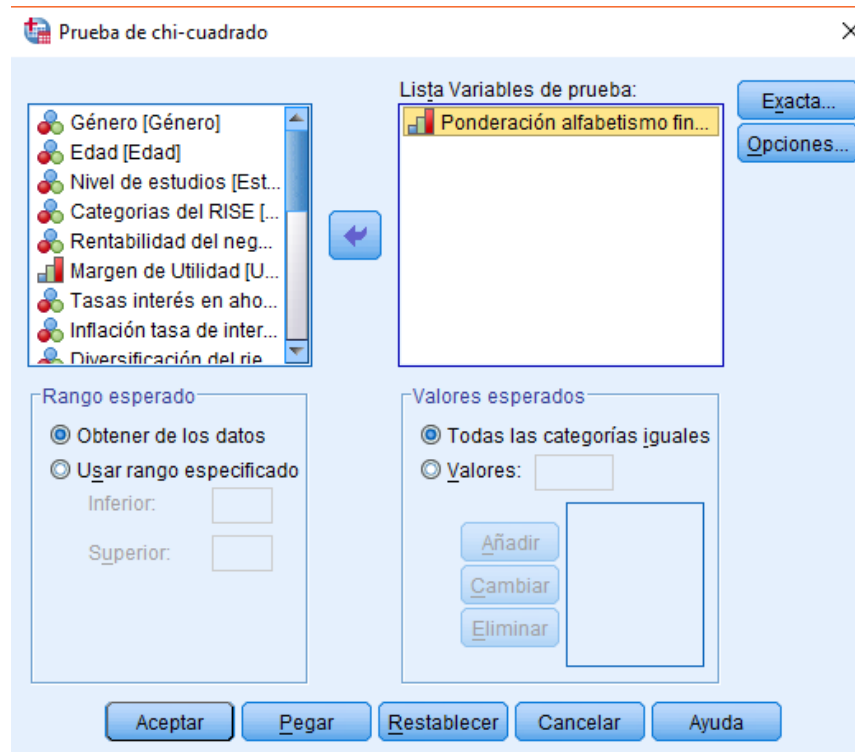 Prueba de chi-cuadrado
Lista Variables de prueba:
Género [Género]
Edad [Edad]
Nivel de estudios [Est...
Categorias del RISE [...
Rentabilidad del neg...
Margen de Utilidad [U...
Tasas interés en aho...
Inflación tasa de inter...
Diversificación del rie
Ponderación alfabetismo fin...
Exacta...
Opciones...
Rango esperado
Obtener de los datos
Usar rango especificado
Inferior:
Superior:
Valores esperados
Todas las categorías iguales
Valores:
Añadir
Cambiar
Eliminar
Aceptar
Pegar
Restablecer
Cancelar
Ayuda